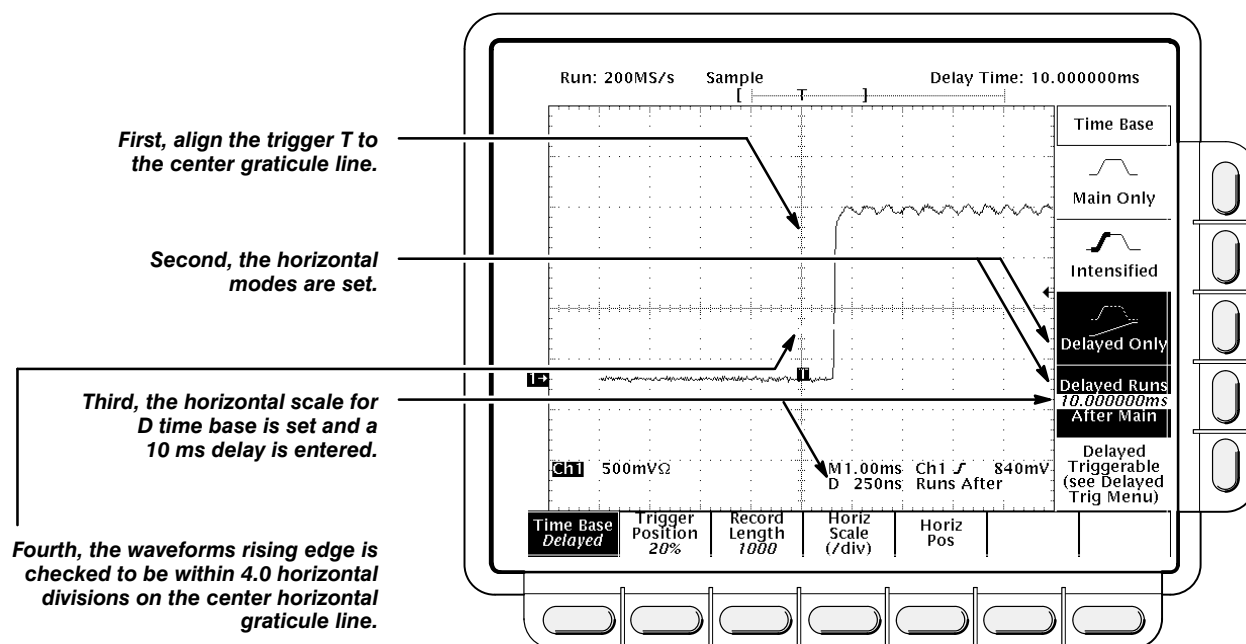 Run: 200MS/s Sample Delay Time: 10.000000ms
[ T ]
First, align the trigger T to
the center graticule line.
Second, the horizontal
modes are set.
Third, the horizontal scale for
D time base is set and a
10 ms delay is entered.
Fourth, the waveforms rising edge is
checked to be within 4.0 horizontal
divisions on the center horizontal
graticule line.
1→
T
Ch1 500mVΩ M1.00ms Ch1 ƒ 840mV
D 250ns Runs After
Time Base
Main Only
Intensified
Delayed Only
Delayed Runs
10.000000ms
After Main
Delayed
Triggerable
(see Delayed
Trig Menu)
Time Base
Delayed
Trigger
Position
20%
Record
Length
1000
Horiz
Scale
(/div)
Horiz
Pos